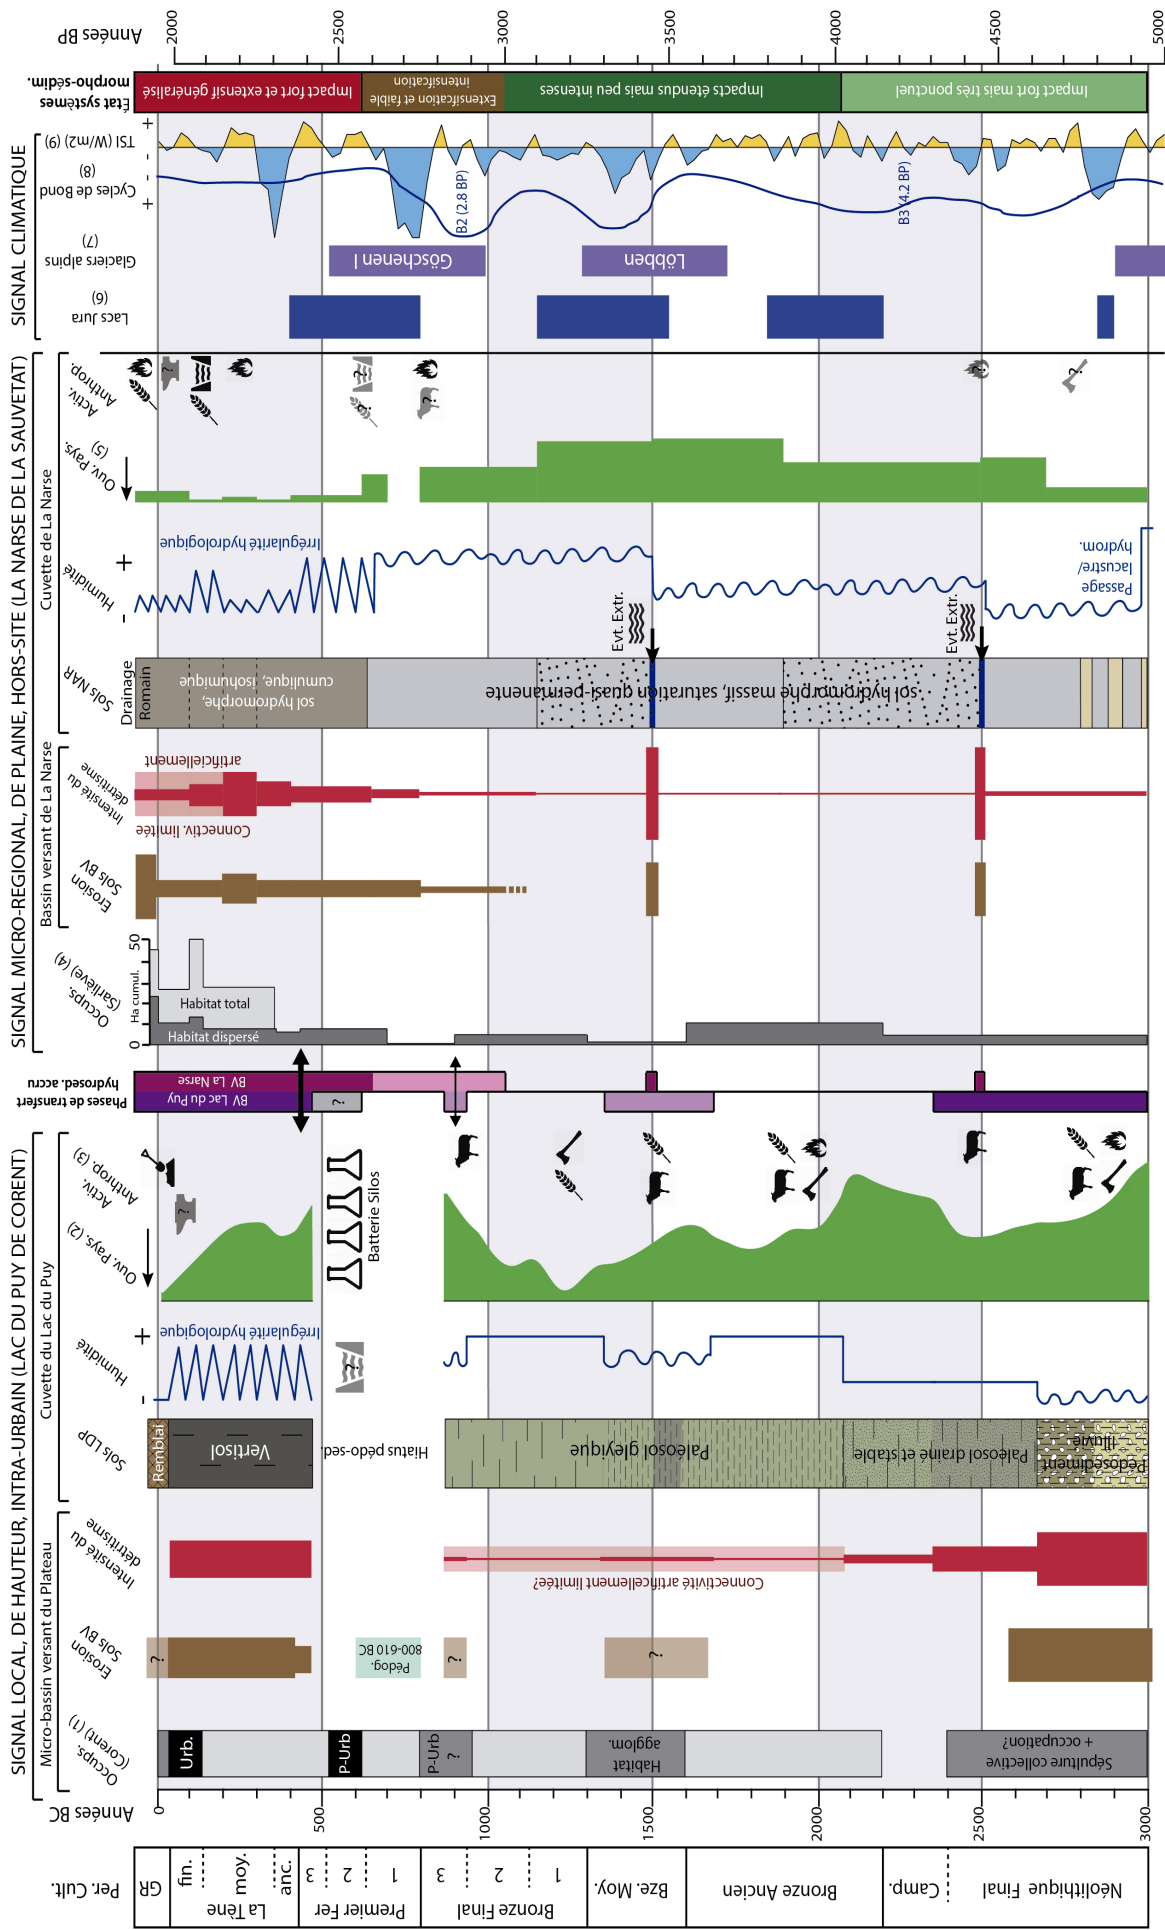 Années BP
2000
2500
3000
3500
4000
4500
5000
État systèmes
morpho-sédim.
Impact fort et extensif généralisé
Extensification et faible
intensification
Impacts étendus mais peu intenses
Impact fort mais très ponctuel
SIGNAL CLIMATIQUE
TSI (W/m2) (9)
+
-
Cycles de Bond
(8)
-
+
B2 (2.8 BP)
B3 (4.2 BP)
Glaciers alpins
(7)
Göschenen I
Löbben
Lacs Jura
(6)
SIGNAL MICRO-REGIONAL, DE PLAINE, HORS-SITE (LA NARSE DE LA SAUVETAT)
Cuvette de La Narse
Activ.
Anthrop.
?
?
?
?
?
?
Ouv. Pays.
(5)
Humidité
+
-
Irrégularité hydrologique
Passage
lacustre/
hydrom.
Evt. Extr.
Evt. Extr.
Sols NAR
Drainage
Romain
sol hydromorphe,
cumulique, isohumique
sol hydromorphe massif, saturation quasi-permanente
Bassin versant de La Narse
Intensité du
détritisme
Connectiv. limitée
artificiellement
Erosion
Sols BV
Occups.
(Sarliève) (4)
Ha cumul.
0
50
Habitat total
Habitat dispersé
Phases de transfert
hydrosed. accru
BV La Narse
BV Lac du Puy
?
SIGNAL LOCAL, DE HAUTEUR, INTRA-URBAIN (LAC DU PUY DE CORENT)
Cuvette du Lac du Puy
Activ.
Anthrop. (3)
?
Batterie Silos
Ouv. Pays. (2)
Humidité
+
-
Irrégularité hydrologique
?
Sols LDP
Remblai
Vertisol
Hiatus pédo-sed.
Paléosol gleyique
Paléosol drainé et stable
Pédosédiment
illuvié
Micro-bassin versant du Plateau
Intensité du
détritisme
Connectivité artificellement limitée?
Erosion
Sols BV
?
Pédog.
800-610 BC
?
?
Occups.
(Corent) (1)
Urb.
P-Urb
P-Urb
?
Habitat
agglom.
Sépulture collective
+ occupation?
Années BC
0
500
1000
1500
2000
2500
3000
Per. Cult.
GR
fin.
moy.
anc.
La Tène
3
2
1
Premier Fer
3
2
1
Bronze Final
Bze. Moy.
Bronze Ancien
Camp.
Néolithique Final